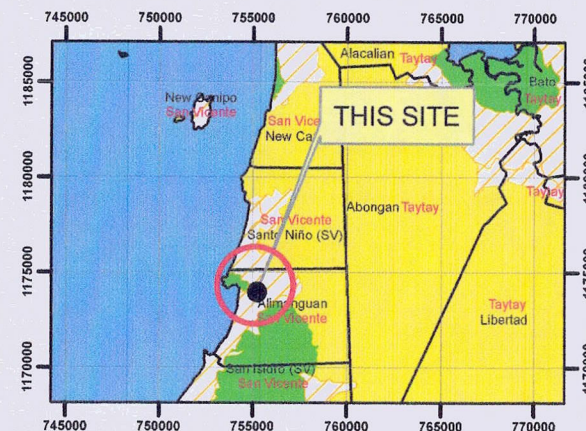 745000 750000 755000 760000 765000 770000
Alacalian Taytay
1185000
Bato
Taytay
New Canipo
San Vicente
THIS SITE
San Vice
New Ca
1180000
Taytay
Abongan Taytay
San Vicente
Santo Niño (SV)
1175000
Alimanguan
San Vicente
Taytay
Libertad
1170000
San Isidro (SV)
San Vicente
745000 750000 755000 760000 765000 770000